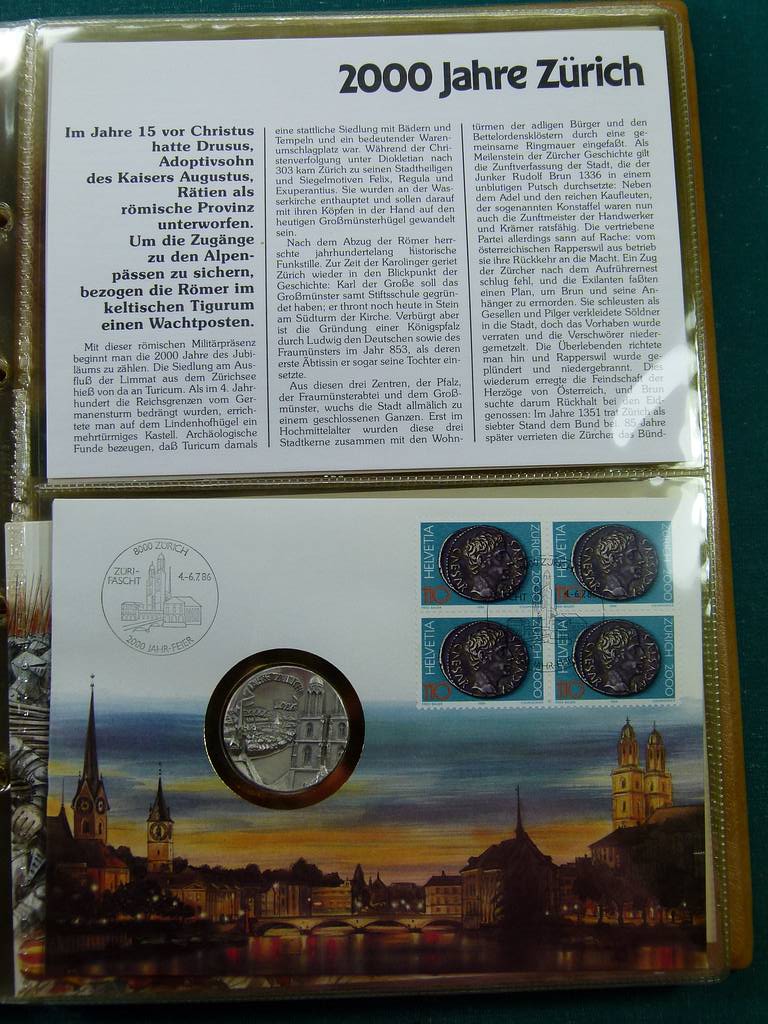 2000 Jahre Zürich
Im Jahre 15 vor Christus
hatte Drusus,
Adoptivsohn
des Kaisers Augustus,
Rätien als
römische Provinz
unterworfen.
Um die Zugänge
zu den Alpen-
pässen zu sichern,
bezogen die Römer im
keltischen Tigurum
einen Wachtposten.
Mit dieser römischen Militärpräsenz
beginnt man die 2000 Jahre des Jubi-
läums zu zählen. Die Siedlung am Aus-
fluß der Limmat aus dem Zürichsee
hieß von da an Turicum. Als im 4. Jahr-
hundert die Reichsgrenzen vom Ger-
manensturm bedrängt wurden, errich-
tete man auf dem Lindenhofhügel ein
mehrtürmiges Kastell. Archäologische
Funde bezeugen, daß Turicum damals
eine stattliche Siedlung mit Bädern und
Tempeln und ein bedeutender Waren-
umschlagplatz war. Während der Chri-
stenverfolgung unter Diokletian nach
303 kam Zürich zu seinen Stadtheiligen
und Siegelmotiven Felix, Regula und
Exuperantius. Sie wurden an der Was-
serkirche enthauptet und sollen darauf
mit ihren Köpfen in der Hand auf den
heutigen Großmünsterhügel gewandelt
sein.
Nach dem Abzug der Römer herr-
schte jahrhundertelang historische
Funkstille. Zur Zeit der Karolinger geriet
Zürich wieder in den Blickpunkt der
Geschichte: Karl der Große soll das
Großmünster samt Stiftsschule gegrün-
det haben; er thront noch heute in Stein
am Südturm der Kirche. Verbürgt aber
ist die Gründung einer Königspfalz
durch Ludwig den Deutschen sowie des
Fraumünsters im Jahr 853, als deren
erste Äbtissin er sogar seine Tochter ein-
setzte.
Aus diesen drei Zentren, der Pfalz,
der Fraumünsterabtei und dem Groß-
münster, wuchs die Stadt allmälich zu
einem geschlossenen Ganzen. Erst im
Hochmittelalter wurden diese drei
Stadtkerne zusammen mit den Wohn-
türmen der adligen Bürger und den
Bettelordensklöstern durch eine ge-
meinsame Ringmauer eingefaßt. Als
Meilenstein der Zürcher Geschichte gilt
die Zunftverfassung der Stadt, die der
Junker Rudolf Brun 1336 in einem
unblutigen Putsch durchsetzte: Neben
dem Adel und den reichen Kaufleuten,
der sogenannten Konstaffel waren nun
auch die Zunftmeister der Handwerker
und Krämer ratsfähig. Die vertriebene
Partei allerdings sann auf Rache: vom
österreichischen Rapperswil aus betrieb
sie ihre Rückkehr an die Macht. Ein Zug
der Zürcher nach dem Aufrührernest
schlug fehl, und die Exilanten faßten
einen Plan, um Brun und seine An-
hänger zu ermorden. Sie schleusten als
Gesellen und Pilger verkleidete Söldner
in die Stadt, doch das Vorhaben wurde
verraten und die Verschwörer nieder-
gemetzelt. Die Überlebenden richtete
man hin und Rapperswil wurde ge-
plündert und niedergebrannt. Dies
wiederum erregte die Feindschaft der
Herzöge von Österreich, und Brun
suchte darum Rückhalt bei den Eid-
genossen: Im Jahre 1351 trat Zürich als
siebter Stand dem Bund bei. 85 Jahre
später verrieten die Zürcher das Bünd-
8000 ZÜRICH
ZÜRI-
FÄSCHT
4.-6.7.86
2000 JAHR-FEIER
HELVETIA
110
CAESAR
ZÜRICH 2000
HELVETIA
110
CAESAR
ZÜRICH 2000
HELVETIA
110
CAESAR
ZÜRICH 2000
HELVETIA
110
CAESAR
ZÜRICH 2000
4.-6.7.86